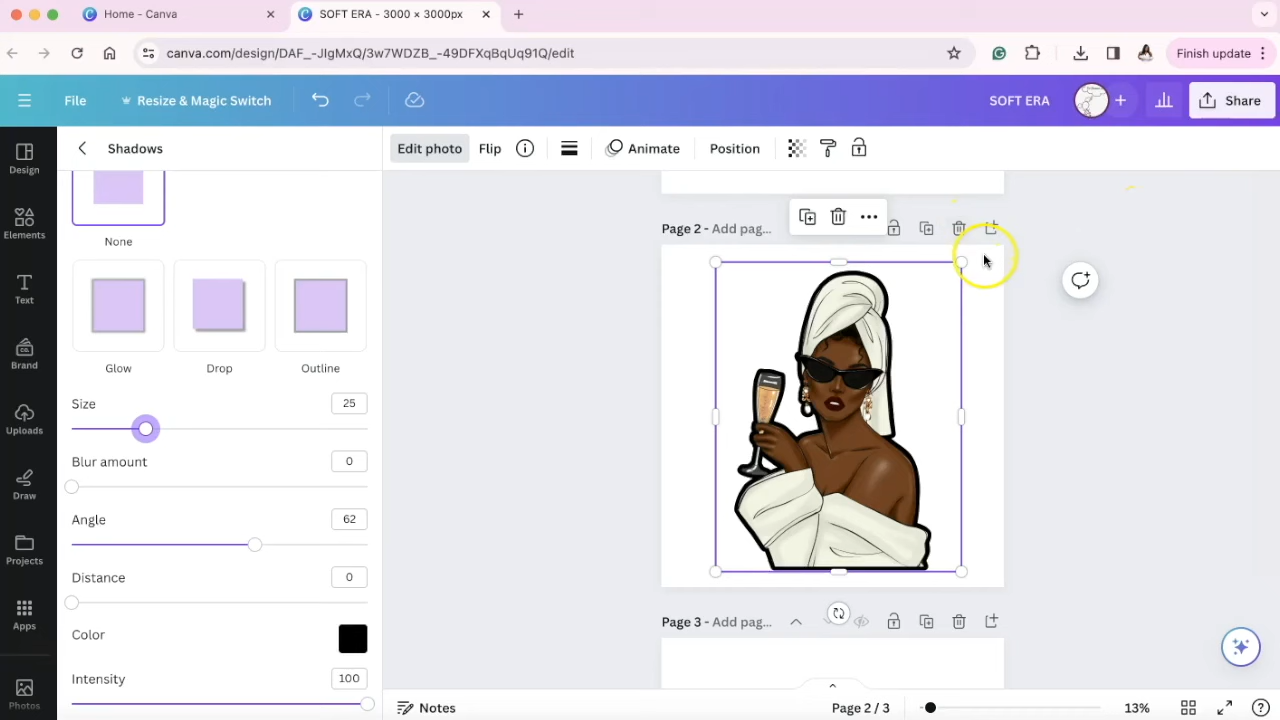 Home - Canva
SOFT ERA - 3000 × 3000px
canva.com/design/DAF_-JIgMxQ/3w7WDZB_-49DFXqBqUq91Q/edit
Finish update
File
Resize & Magic Switch
SOFT ERA
Share
Design
Elements
Text
Brand
Uploads
Draw
Projects
Apps
Photos
Shadows
None
Glow
Drop
Outline
Size
25
Blur amount
0
Angle
62
Distance
0
Color
Intensity
100
Edit photo
Flip
Animate
Position
Page 2 - Add pag...
Page 3 - Add pag...
Notes
Page 2 / 3
13%